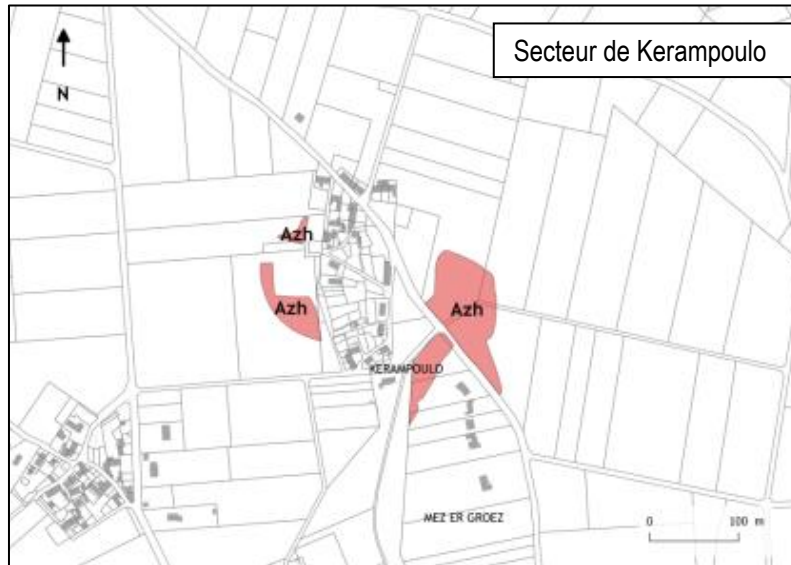 Secteur de Kerampoulo
N
Azh
Azh
Azh
KERAMPOULO
MEZ ER GROEZ
0 100 m